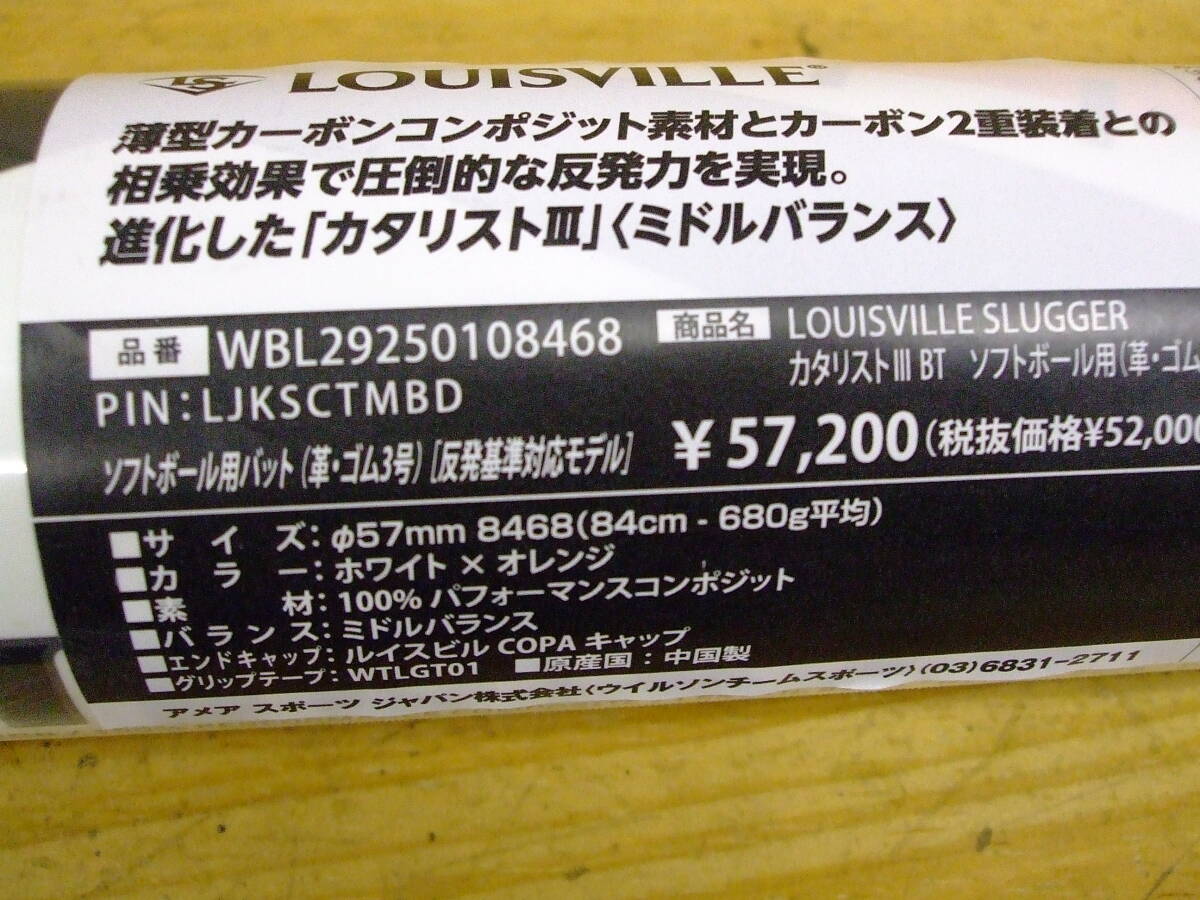 LS LOUISVILLE®
薄型カーボンコンポジット素材とカーボン2重装着との
相乗効果で圧倒的な反発力を実現。
進化した「カタリストⅢ」〈ミドルバランス〉
品番 WBL29250108468
PIN:LJKSCTMBD
ソフトボール用バット(革・ゴム3号)[反発基準対応モデル]
商品名 LOUISVILLE SLUGGER
カタリストⅢ BT ソフトボール用(革・ゴム
¥57,200(税抜価格¥52,000
■サイズ:φ57mm 8468(84cm - 680g平均)
■カラー:ホワイト×オレンジ
■素材:100% パフォーマンスコンポジット
■バランス:ミドルバランス
■エンドキャップ:ルイスビル COPA キャップ
■グリップテープ:WTLGT01 ■原産国:中国製
アメア スポーツ ジャパン株式会社〈ウイルソンチームスポーツ〉(03)6831-2711